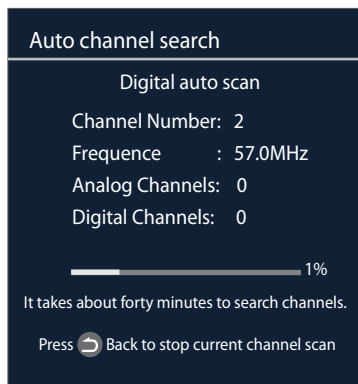 Auto channel search
Digital auto scan
Channel Number: 2
Frequence : 57.0MHz
Analog Channels: 0
Digital Channels: 0
1%
It takes about forty minutes to search channels.
Press Back to stop current channel scan